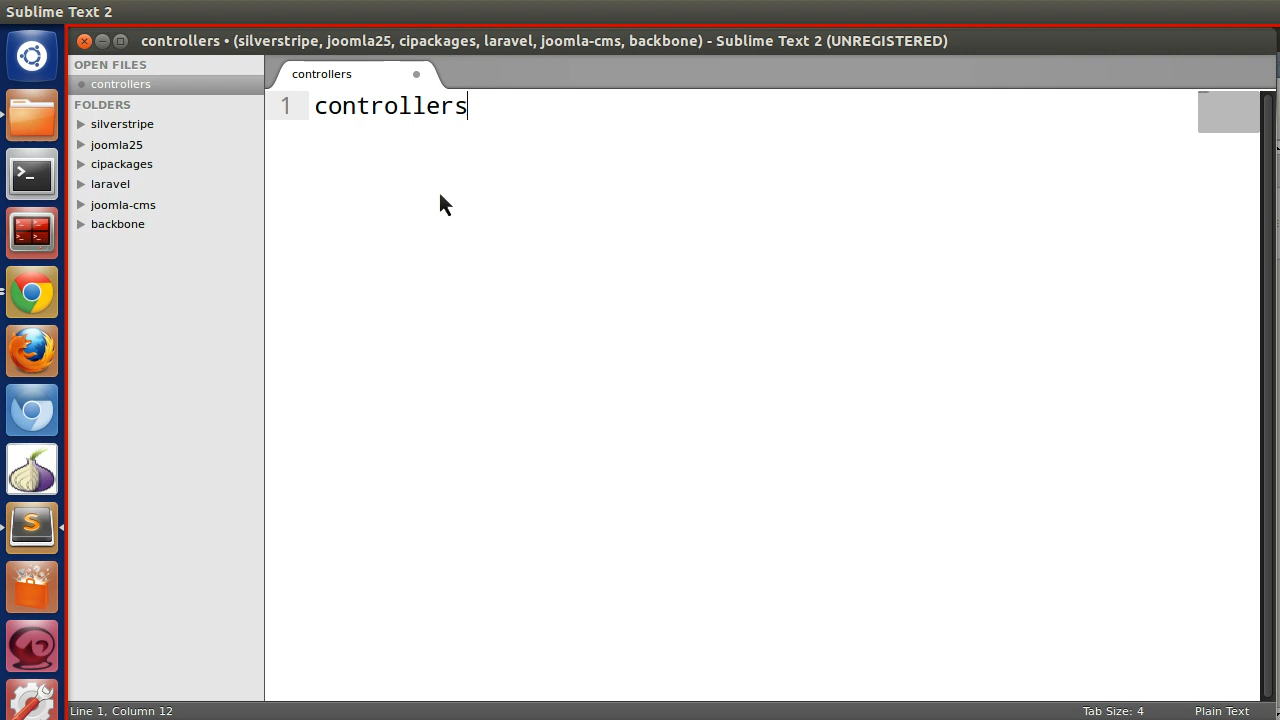 Sublime Text 2
controllers • (silverstripe, joomla25, cipackages, laravel, joomla-cms, backbone) - Sublime Text 2 (UNREGISTERED)
OPEN FILES
controllers
FOLDERS
silverstripe
joomla25
cipackages
laravel
joomla-cms
backbone
controllers
1 controllers
Line 1, Column 12
Tab Size: 4
Plain Text